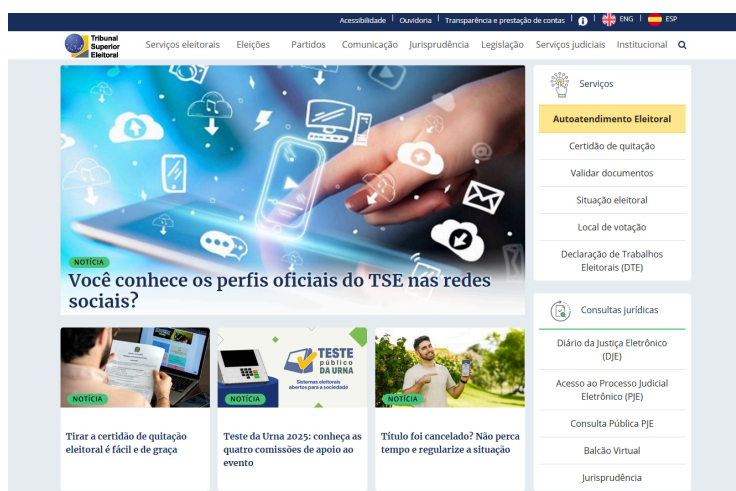 Acessibilidade | Ouvidoria | Transparência e prestação de contas | ENG | ESP
Tribunal
Superior
Eleitoral
Serviços eleitorais Eleições Partidos Comunicação Jurisprudência Legislação Serviços judiciais Institucional
NOTÍCIA
Você conhece os perfis oficiais do TSE nas redes
sociais?
NOTÍCIA
Tirar a certidão de quitação
eleitoral é fácil e de graça
TESTE
público
DA URNA
Sistemas eleitorais
abertos para a sociedade
NOTÍCIA
Teste da Urna 2025: conheça as
quatro comissões de apoio ao
evento
NOTÍCIA
Título foi cancelado? Não perca
tempo e regularize a situação
Serviços
Autoatendimento Eleitoral
Certidão de quitação
Validar documentos
Situação eleitoral
Local de votação
Declaração de Trabalhos
Eleitorais (DTE)
Consultas jurídicas
Diário da Justiça Eletrônico
(DJE)
Acesso ao Processo Judicial
Eletrônico (PJE)
Consulta Pública PJE
Balcão Virtual
Jurisprudência